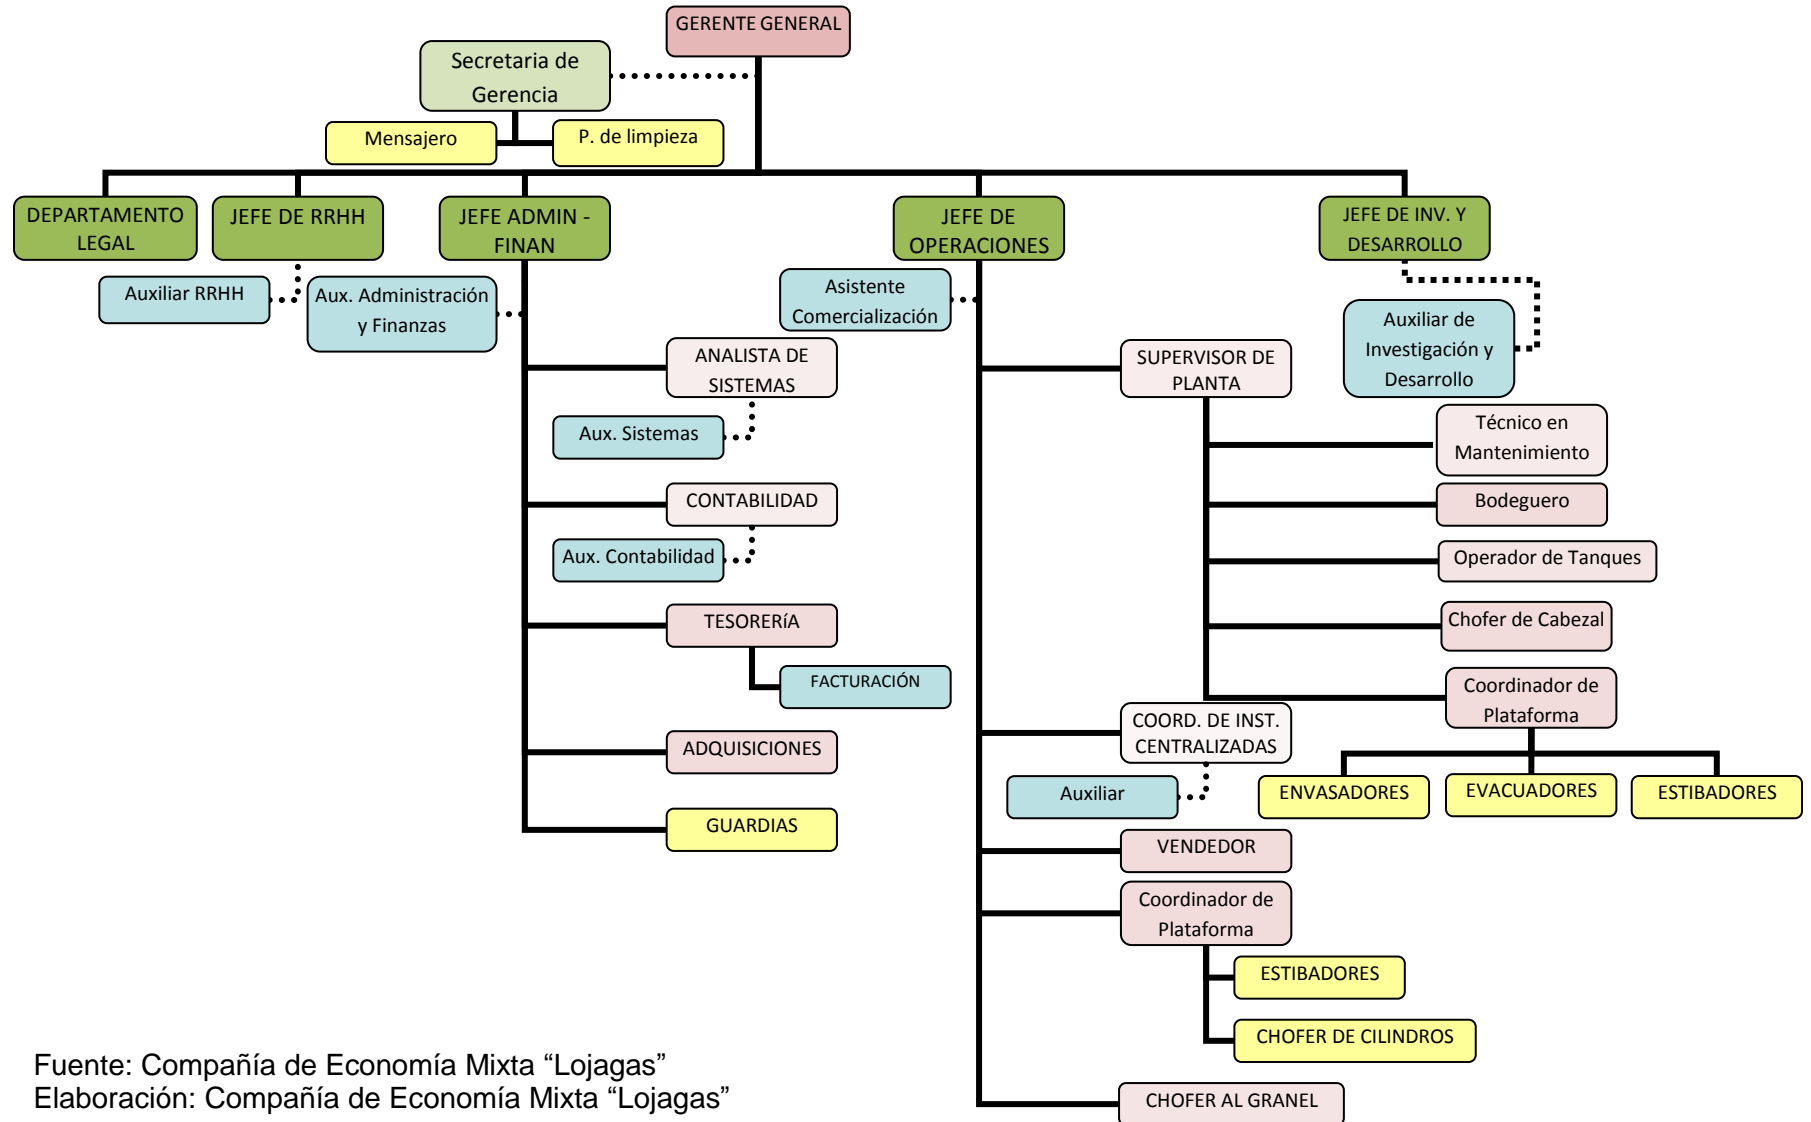 GERENTE GENERAL
Secretaria de
Gerencia
Mensajero
P. de limpieza
DEPARTAMENTO
LEGAL
JEFE DE RRHH
JEFE ADMIN -
FINAN
JEFE DE
OPERACIONES
JEFE DE INV. Y
DESARROLLO
Auxiliar RRHH
Aux. Administración
y Finanzas
Asistente
Comercialización
Auxiliar de
Investigación y
Desarrollo
ANALISTA DE
SISTEMAS
Aux. Sistemas
CONTABILIDAD
Aux. Contabilidad
TESORERíA
FACTURACIÓN
ADQUISICIONES
GUARDIAS
SUPERVISOR DE
PLANTA
Técnico en
Mantenimiento
Bodeguero
Operador de Tanques
Chofer de Cabezal
Coordinador de
Plataforma
ENVASADORES
EVACUADORES
ESTIBADORES
COORD. DE INST.
CENTRALIZADAS
Auxiliar
VENDEDOR
Coordinador de
Plataforma
ESTIBADORES
CHOFER DE CILINDROS
CHOFER AL GRANEL
Fuente: Compañía de Economía Mixta “Lojagas”
Elaboración: Compañía de Economía Mixta “Lojagas”